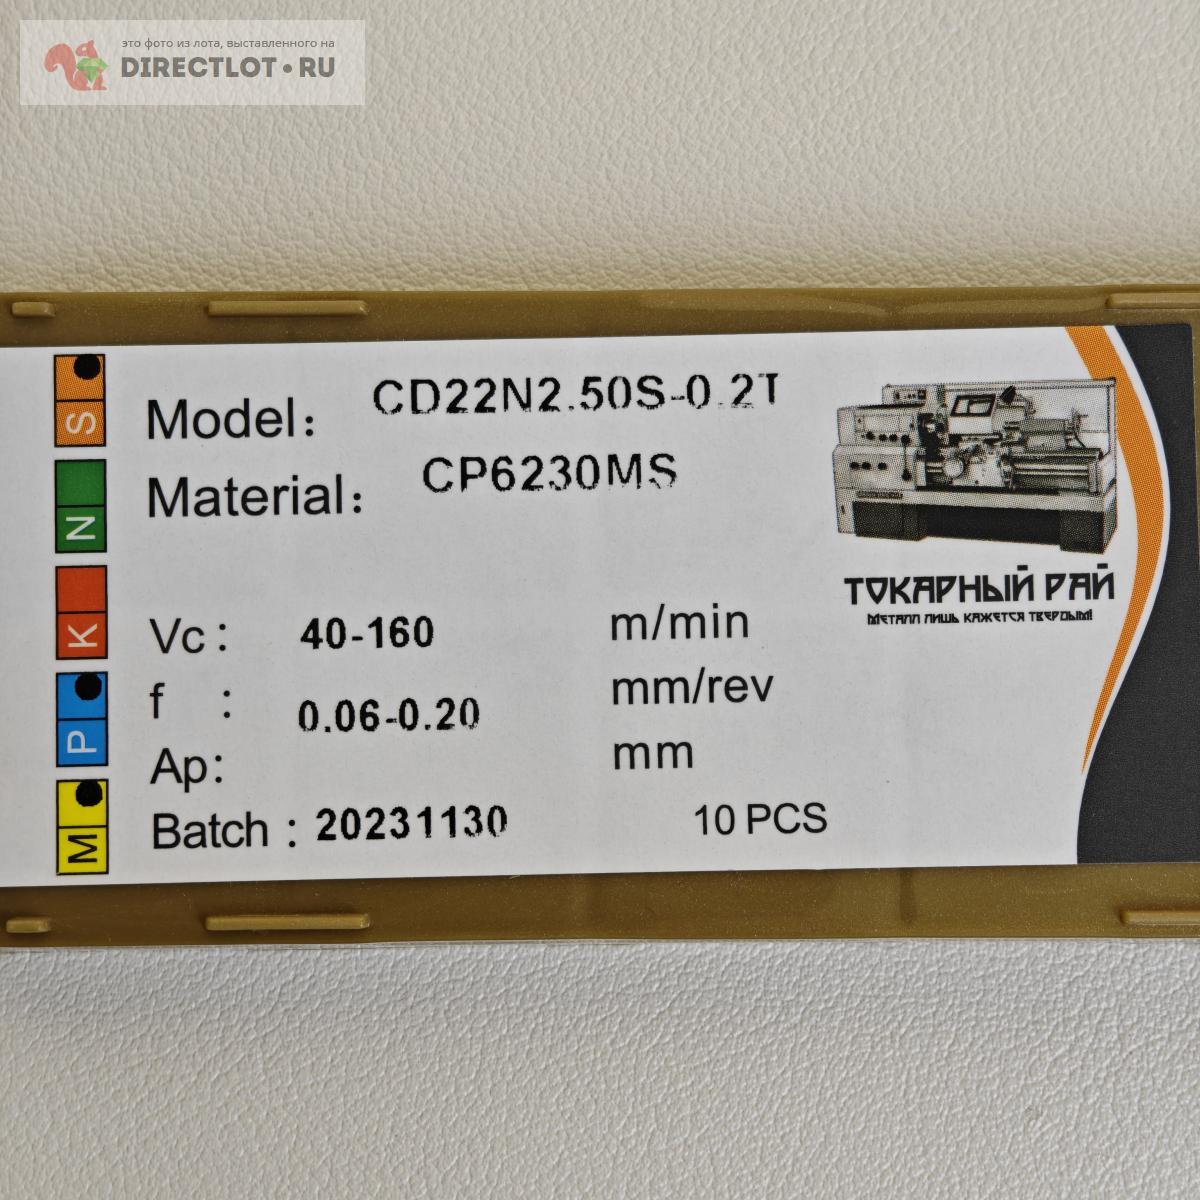 это фото из лота, выставленного на
DIRECTLOT•RU
S
N
K
P
M
Model: CD22N2.50S-0.2T
Material: CP6230MS
Vc: 40-160 m/min
f : 0.06-0.20 mm/rev
Ap: mm
Batch : 20231130 10 PCS
ТОКАРНЫЙ РАЙ
МЕТАЛЛ ЛИШЬ КАЖЕТСЯ ТВЕРДЫМ!